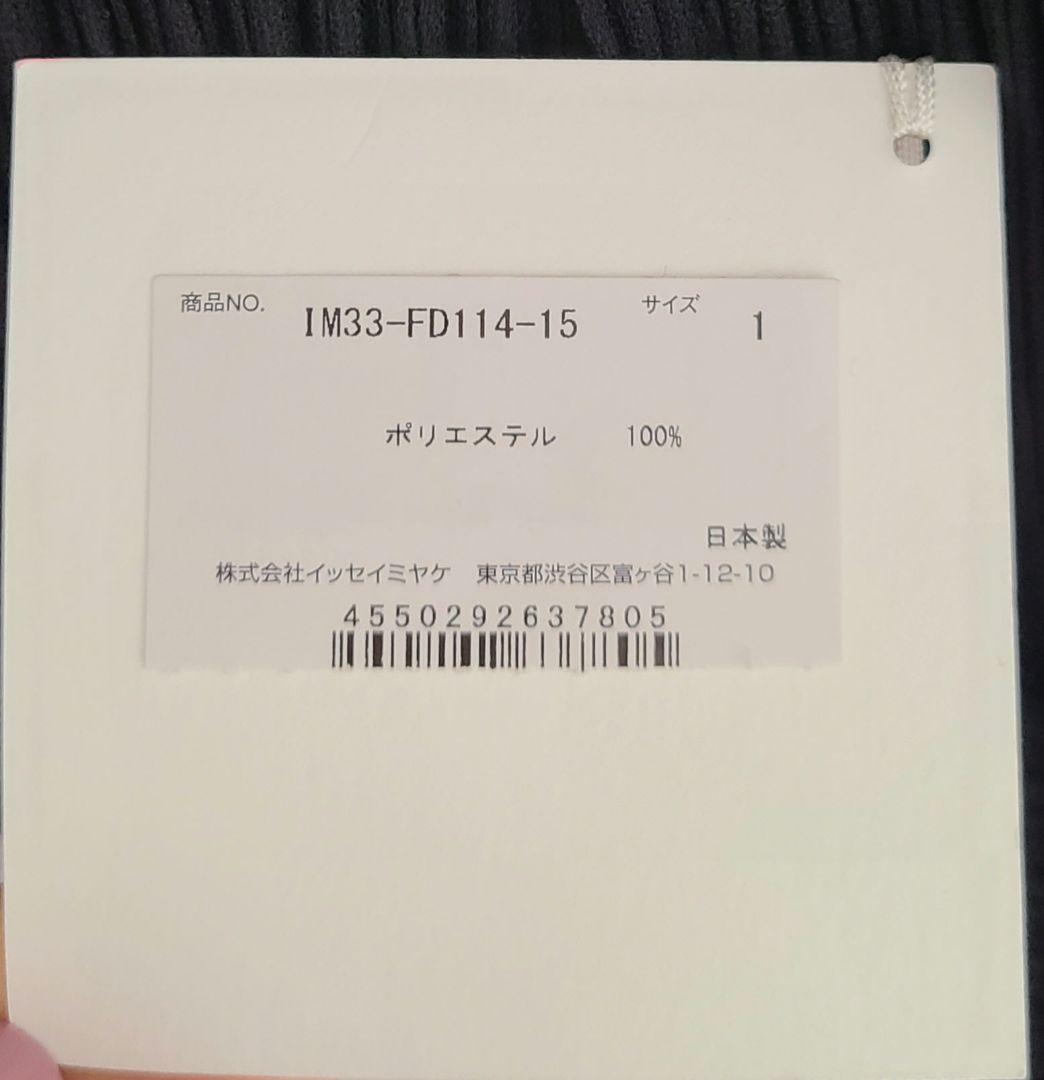 商品NO. IM33-FD114-15 サイズ 1
ポリエステル 100%
日本製
株式会社イッセイミヤケ 東京都渋谷区富ヶ谷1-12-10
4550292637805